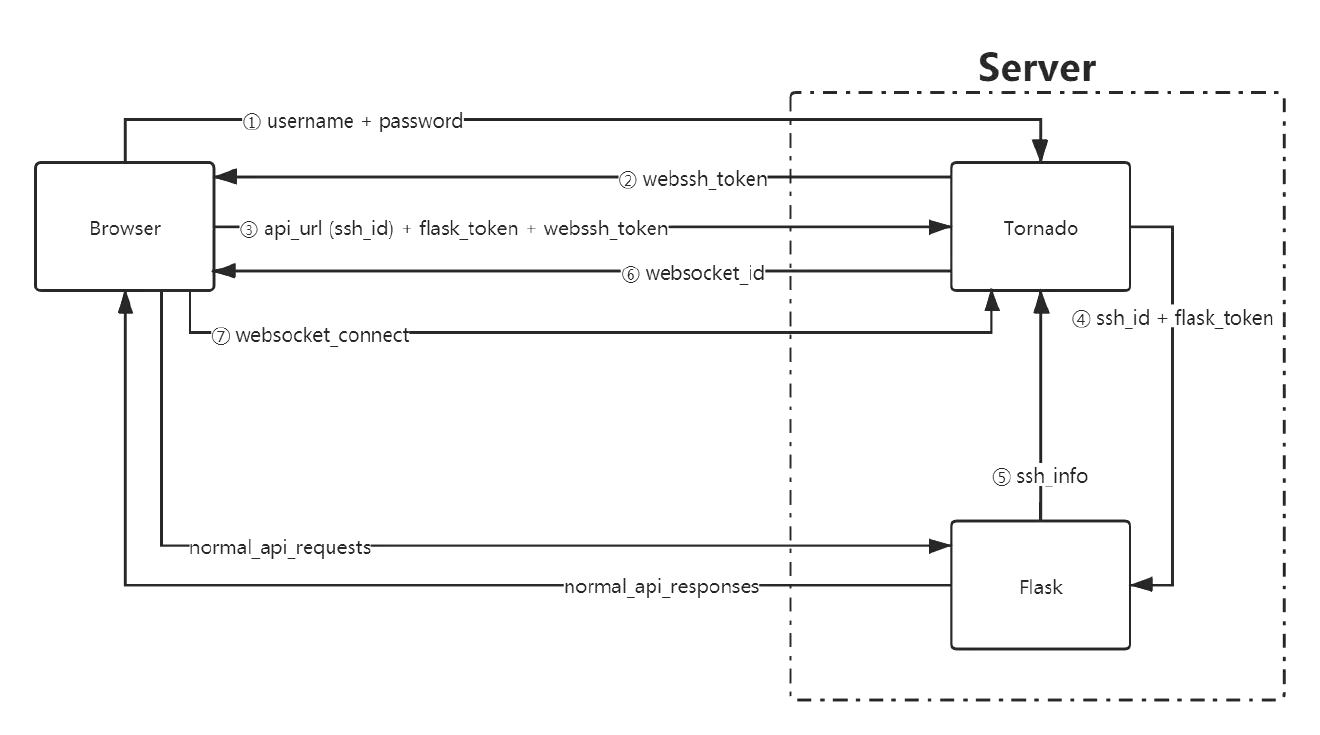 Server
① username + password
② webssh_token
Browser
③ api_url (ssh_id) + flask_token + webssh_token
Tornado
⑥ websocket_id
④ ssh_id + flask_token
⑦ websocket_connect
⑤ ssh_info
normal_api_requests
normal_api_responses
Flask